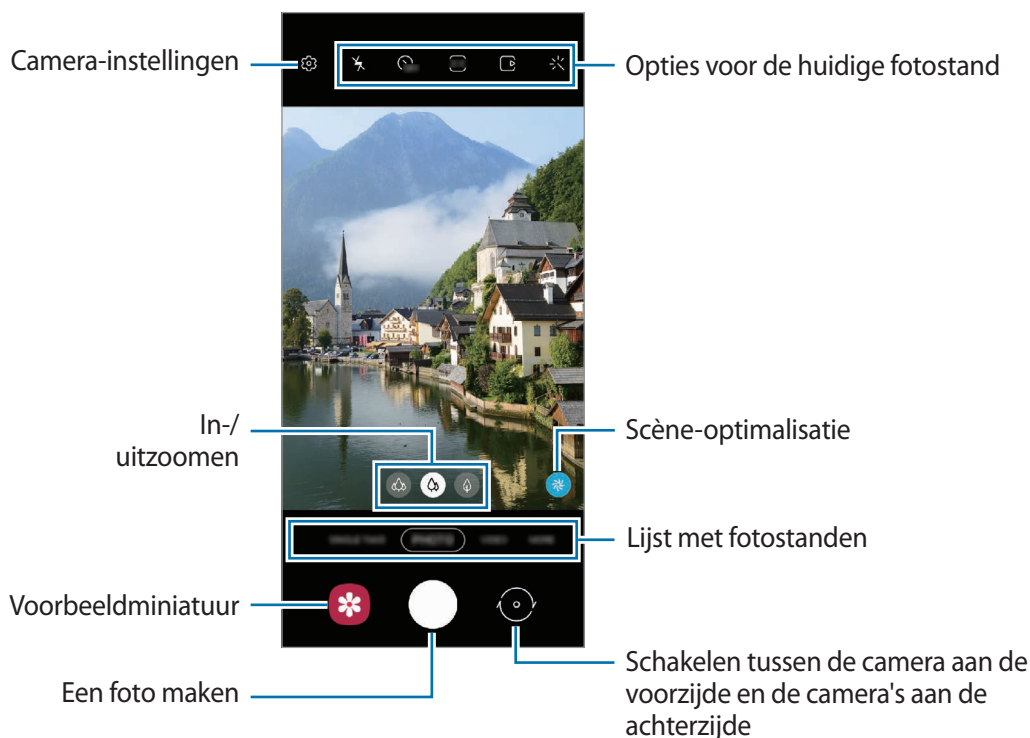 Camera-instellingen
Opties voor de huidige fotostand
In-/
uitzoomen
Scène-optimalisatie
Lijst met fotostanden
Voorbeeldminiatuur
Een foto maken
Schakelen tussen de camera aan de
voorzijde en de camera's aan de
achterzijde